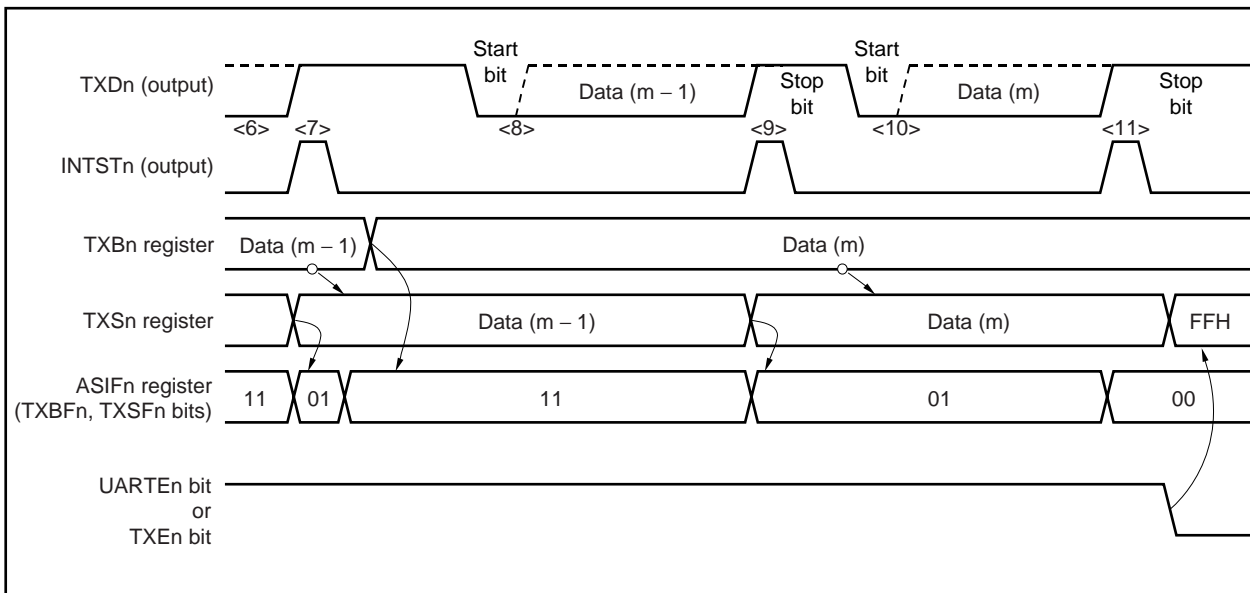 Start
bit
Start
bit
TXDn (output)
Data (m – 1)
Stop
bit
Data (m)
Stop
bit
<6>
<7>
<8>
<9>
<10>
<11>
INTSTn (output)
TXBn register
Data (m – 1)
Data (m)
TXSn register
Data (m – 1)
Data (m)
FFH
ASIFn register
(TXBFn, TXSFn bits)
11
01
11
01
00
UARTEn bit
or
TXEn bit